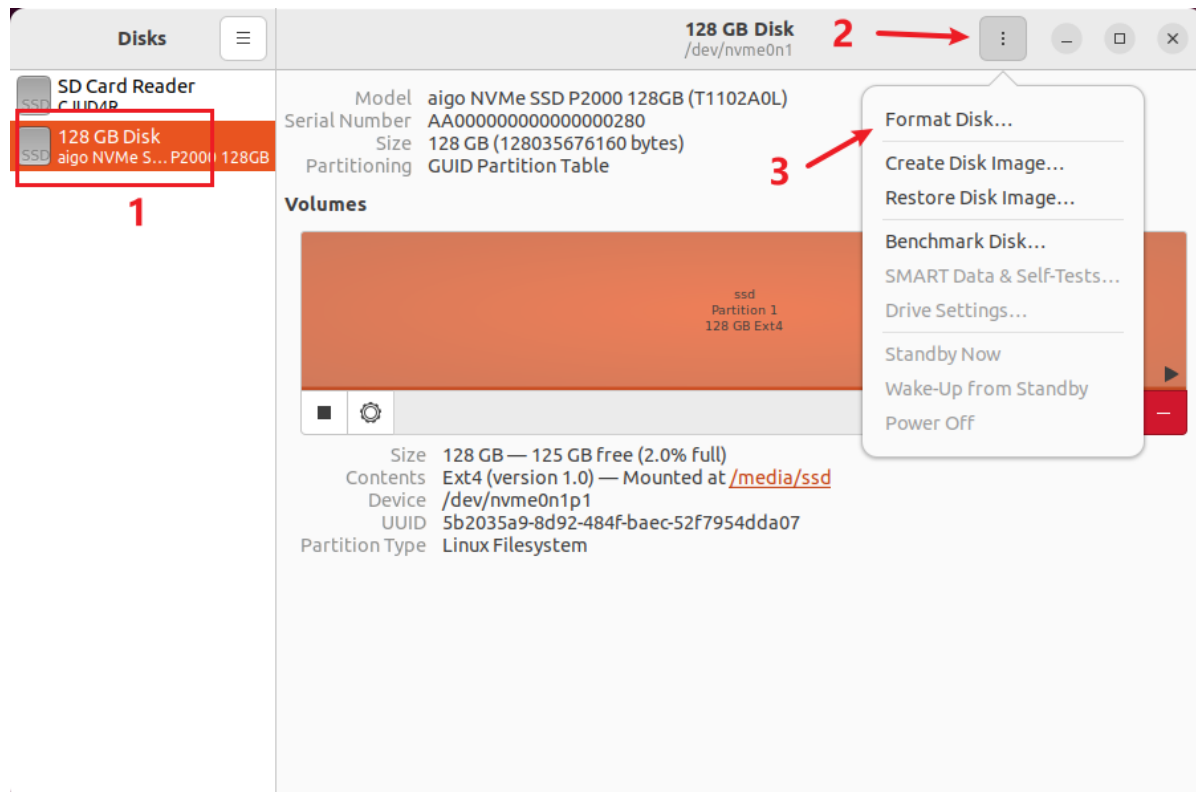 Disks
128 GB Disk
/dev/nvme0n1
2
SD Card Reader
SSD
CJUD4R
128 GB Disk
SSD
aigo NVMe S… P2000 128GB
1
Model aigo NVMe SSD P2000 128GB (T1102A0L)
Serial Number AA000000000000000280
Size 128 GB (128035676160 bytes)
Partitioning GUID Partition Table
Volumes
ssd
Partition 1
128 GB Ext4
Size 128 GB — 125 GB free (2.0% full)
Contents Ext4 (version 1.0) — Mounted at /media/ssd
Device /dev/nvme0n1p1
UUID 5b2035a9-8d92-484f-baec-52f7954dda07
Partition Type Linux Filesystem
3
Format Disk…
Create Disk Image…
Restore Disk Image…
Benchmark Disk…
SMART Data & Self-Tests…
Drive Settings…
Standby Now
Wake-Up from Standby
Power Off